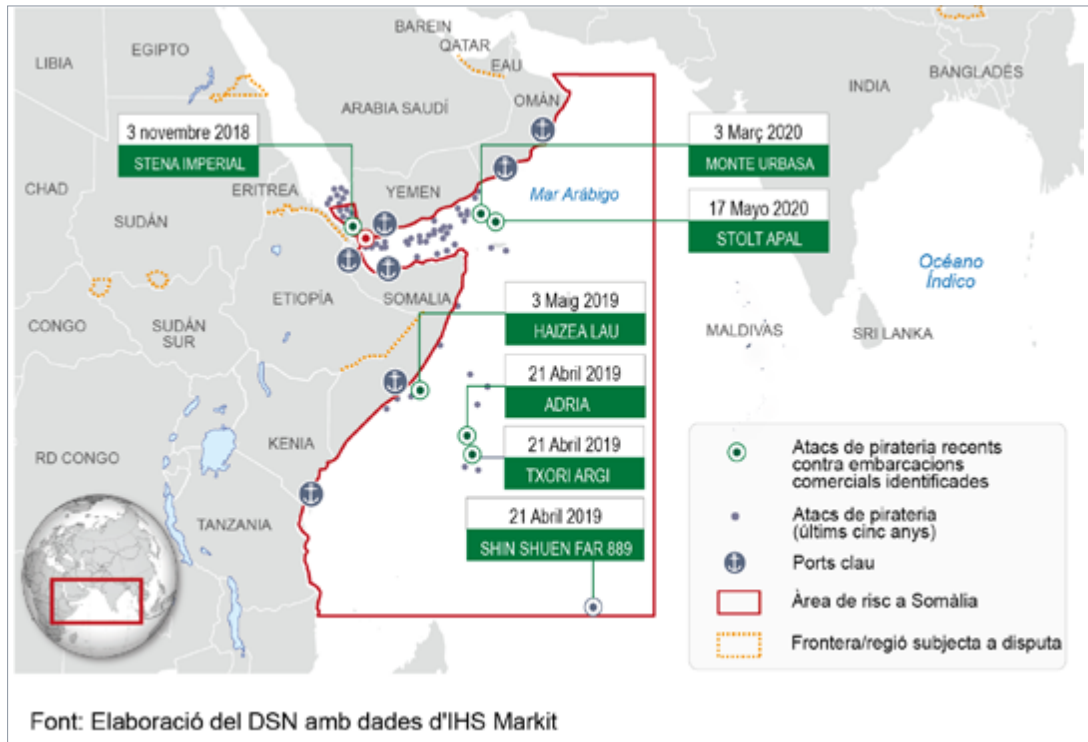 BAREIN
QATAR
EAU
LIBIA
EGIPTO
ARABIA SAUDÍ
OMÁN
INDIA
BANGLADÉS
3 novembre 2018
STENA IMPERIAL
3 Març 2020
MONTE URBASA
CHAD
SUDÁN
ERITREA
YEMEN
Mar Arábigo
17 Mayo 2020
STOLT APAL
Océano
Índico
ETIOPÍA
SOMALIA
3 Maig 2019
HAIZEA LAU
CONGO
SUDÁN
SUR
MALDIVAS
SRI LANKA
21 Abril 2019
ADRIA
KENIA
RD CONGO
21 Abril 2019
TXORI ARGI
TANZANIA
21 Abril 2019
SHIN SHUEN FAR 889
Atacs de pirateria recents
contra embarcacions
comercials identificades
Atacs de pirateria
(últims cinc anys)
Ports clau
Àrea de risc a Somàlia
Frontera/regió subjecta a disputa
Font: Elaboració del DSN amb dades d'IHS Markit